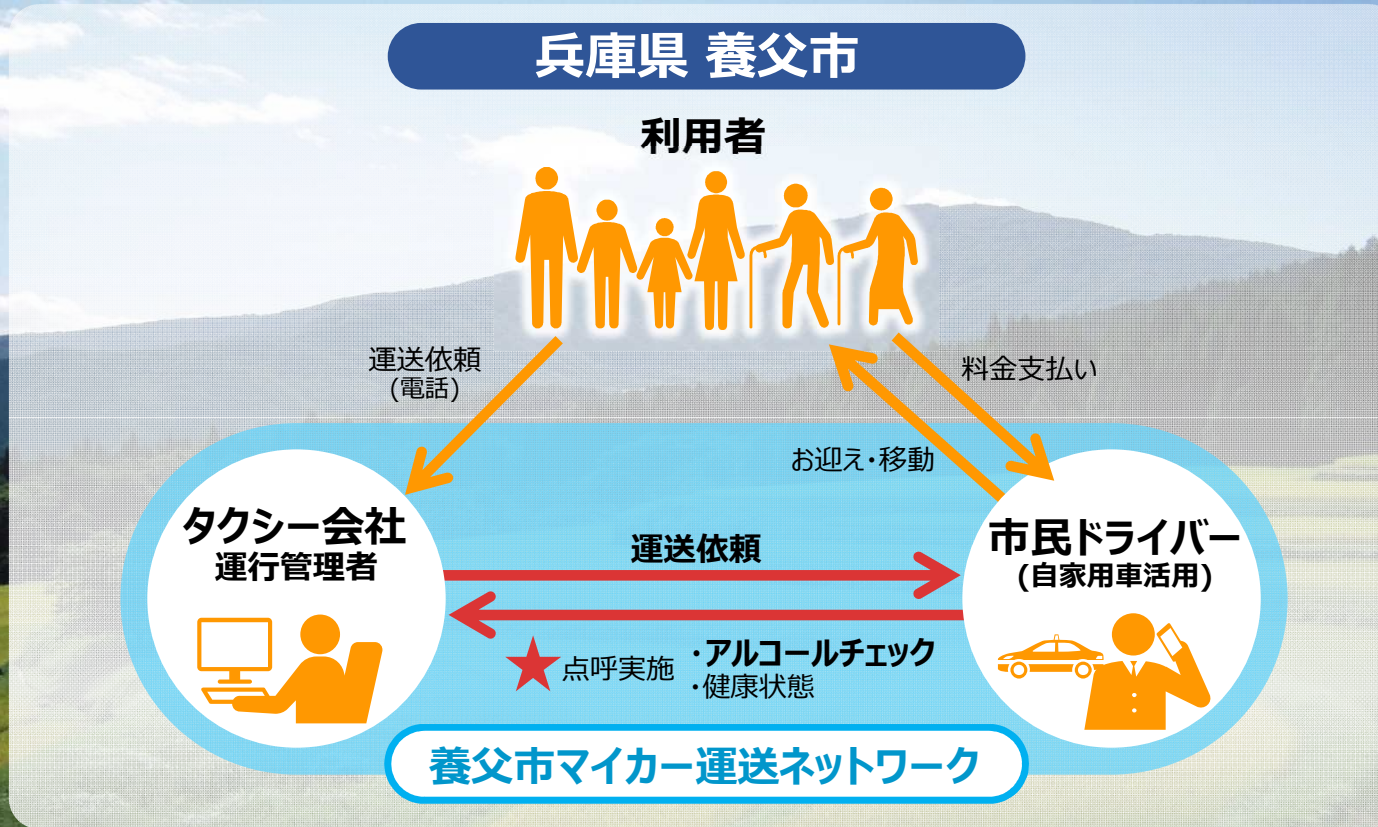 兵庫県 養父市
利用者
運送依頼
(電話)
料金支払い
お迎え・移動
タクシー会社
運行管理者
運送依頼
市民ドライバー
(自家用車活用)
点呼実施
・アルコールチェック
・健康状態
養父市マイカー運送ネットワーク